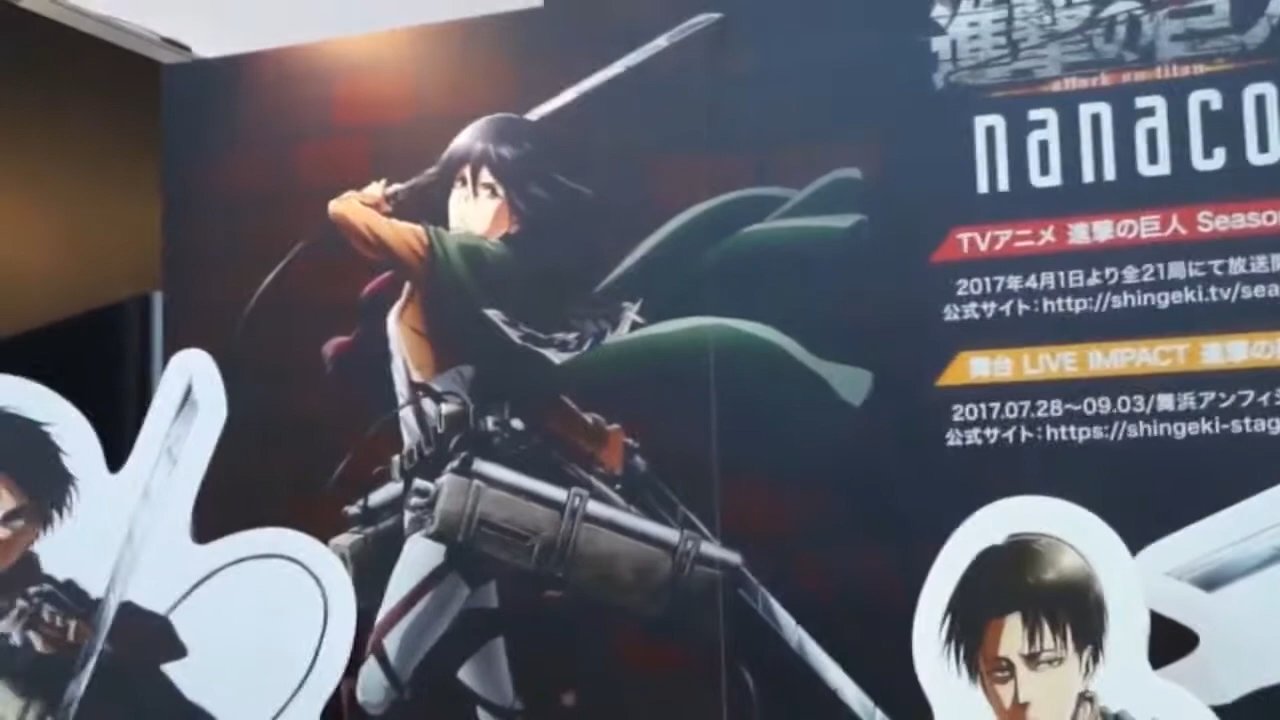 進撃の巨人
attack on titan
nanaco
TVアニメ 進撃の巨人 Season
2017年4月1日より全21局にて放送開
公式サイト:http://shingeki.tv/sea
舞台 LIVE IMPACT 進撃の
2017.07.28〜09.03/舞浜アンフィ
公式サイト:https://shingeki-stag